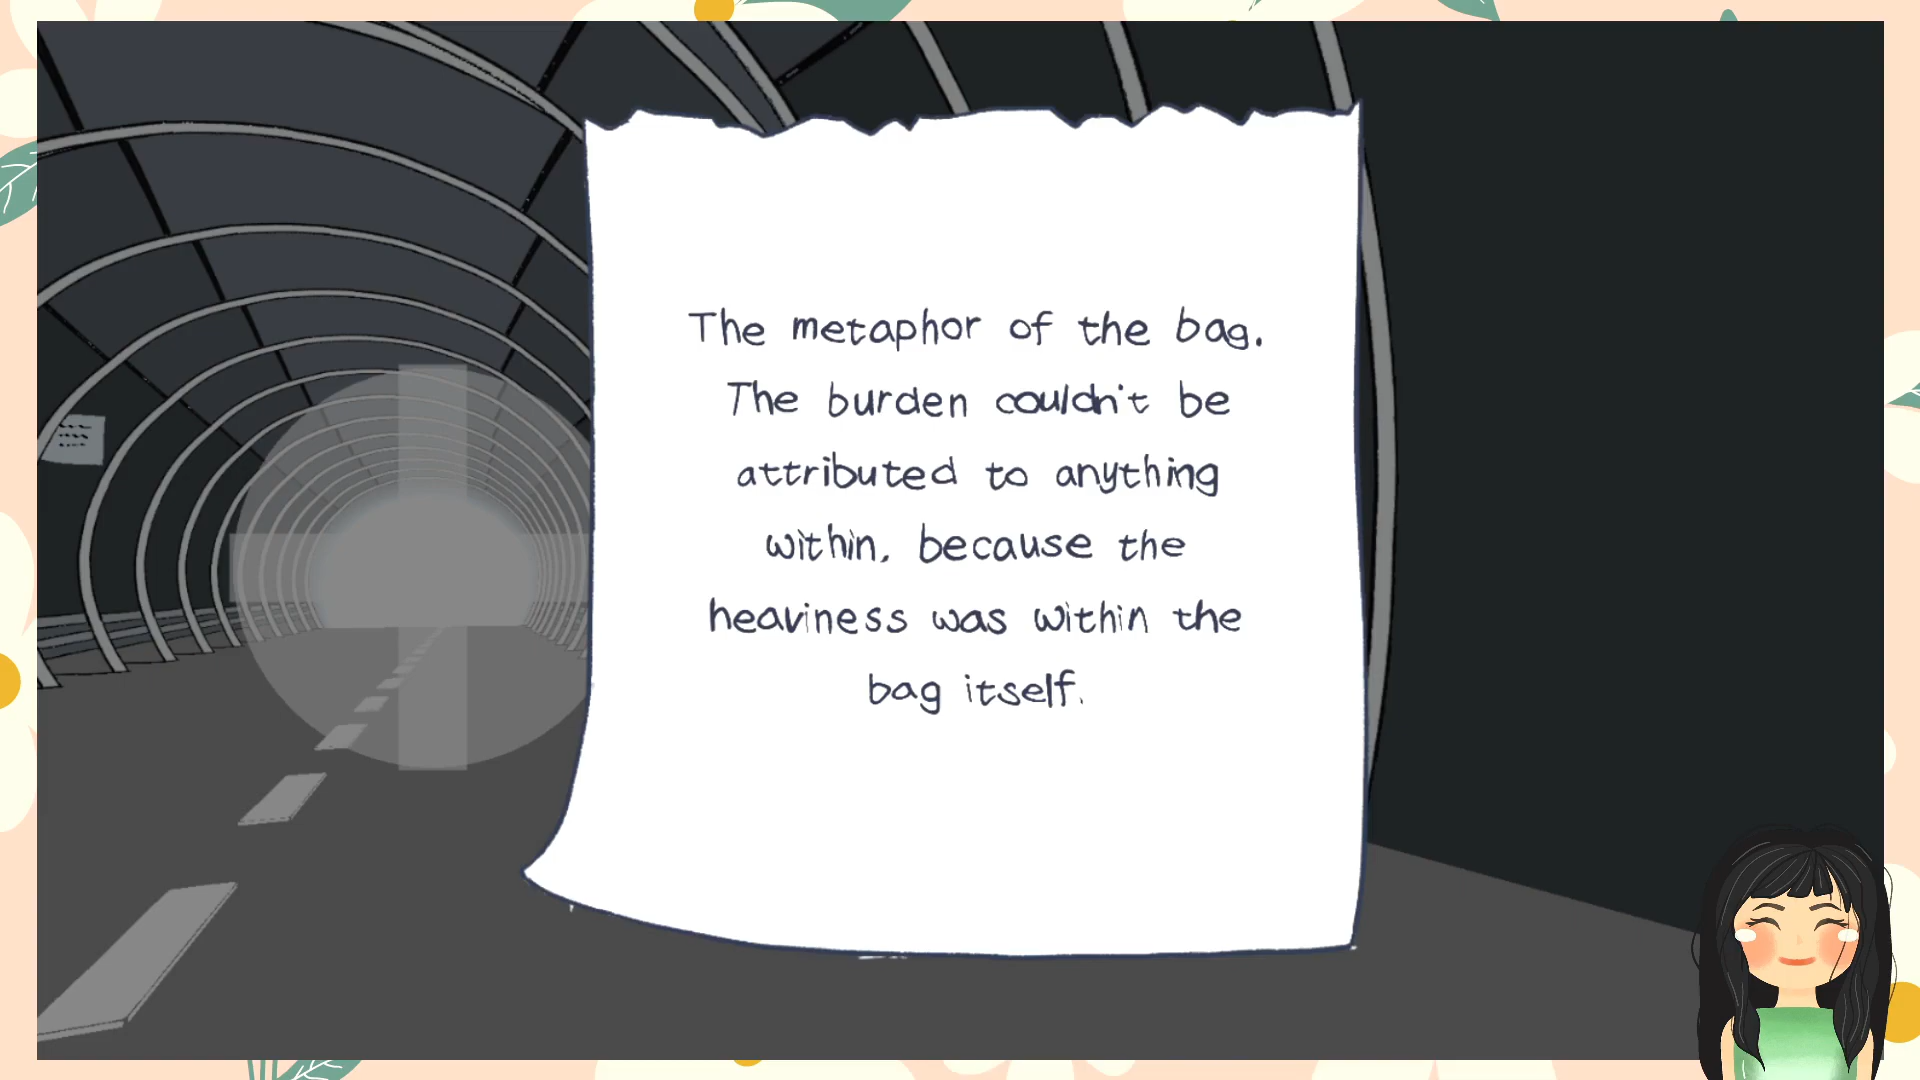 The metaphor of the bag.
The burden couldn't be
attributed to anything
within, because the
heaviness was within the
bag itself.